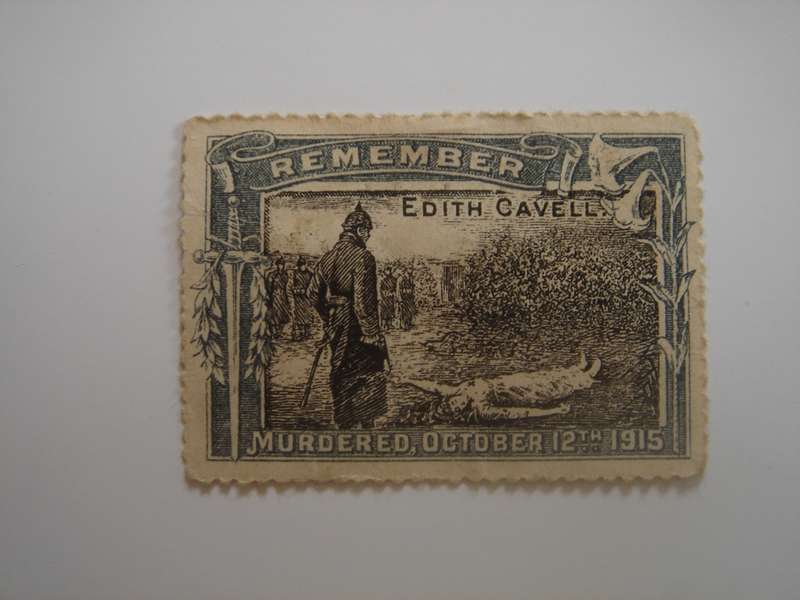 REMEMBER
EDITH CAVELL.
MURDERED, OCTOBER 12TH 1915